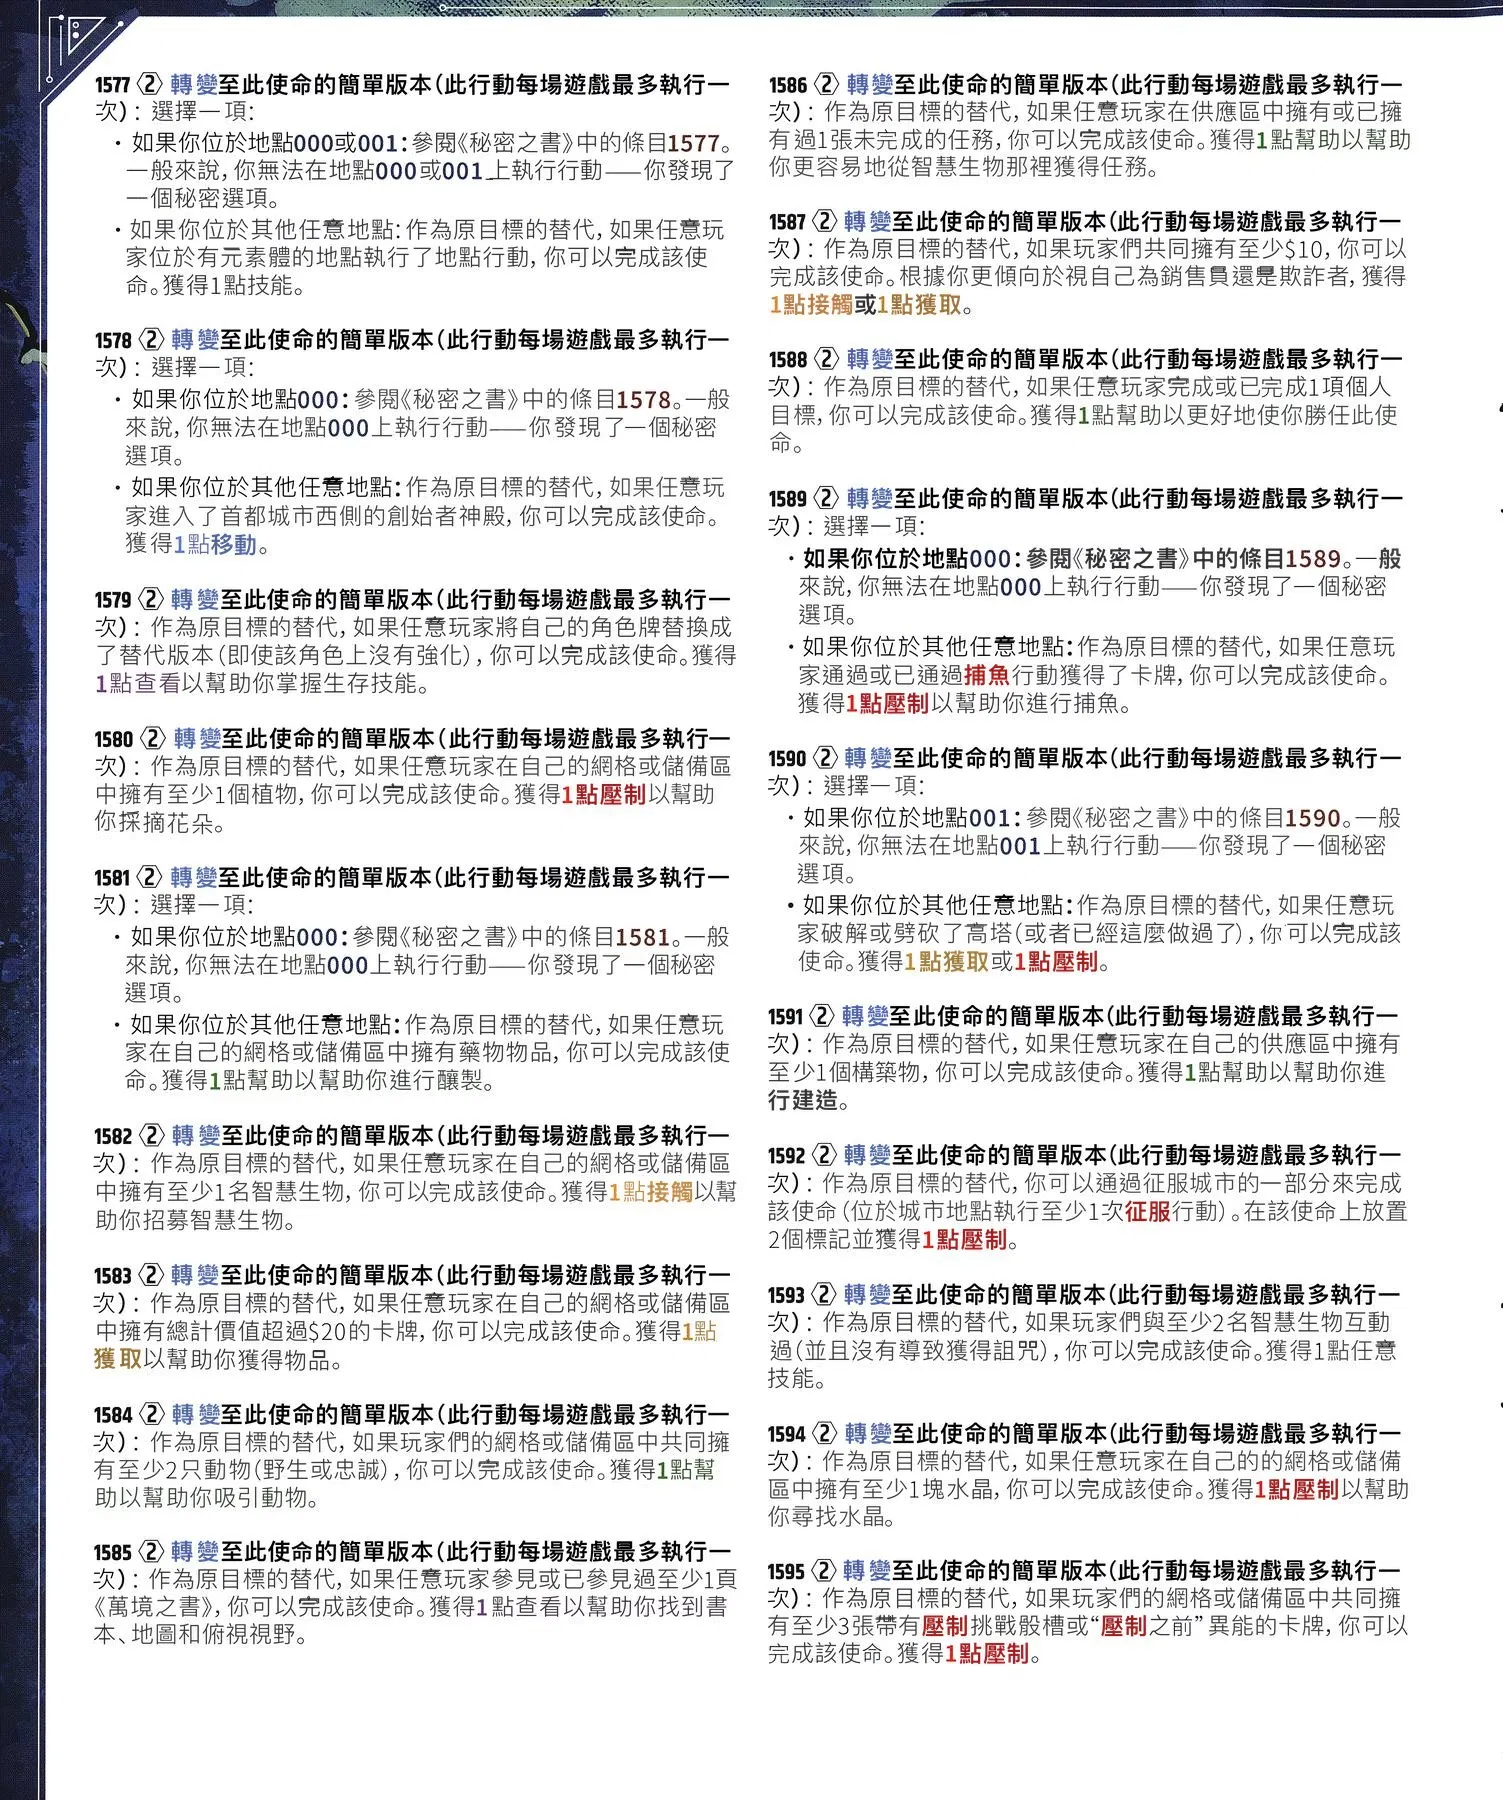 1577 ② 轉變至此使命的簡單版本（此行動每場遊戲最多執行一
次）：選擇一項：
・如果你位於地點000或001：參閱《秘密之書》中的條目1577。
一般來說，你無法在地點000或001上執行行動——你發現了
一個秘密選項。
・如果你位於其他任意地點：作為原目標的替代，如果任意玩
家位於有元素體的地點執行了地點行動，你可以完成該使
命。獲得1點技能。
1578 ② 轉變至此使命的簡單版本（此行動每場遊戲最多執行一
次）：選擇一項：
・如果你位於地點000：參閱《秘密之書》中的條目1578。一般
來說，你無法在地點000上執行行動——你發現了一個秘密
選項。
・如果你位於其他任意地點：作為原目標的替代，如果任意玩
家進入了首都城市西側的創始者神殿，你可以完成該使命。
獲得1點移動。
1579 ② 轉變至此使命的簡單版本（此行動每場遊戲最多執行一
次）：作為原目標的替代，如果任意玩家將自己的角色牌替換成
了替代版本（即使該角色上沒有強化），你可以完成該使命。獲得
1點查看以幫助你掌握生存技能。
1580 ② 轉變至此使命的簡單版本（此行動每場遊戲最多執行一
次）：作為原目標的替代，如果任意玩家在自己的網格或儲備區
中擁有至少1個植物，你可以完成該使命。獲得1點壓制以幫助
你採摘花朵。
1581 ② 轉變至此使命的簡單版本（此行動每場遊戲最多執行一
次）：選擇一項：
・如果你位於地點000：參閱《秘密之書》中的條目1581。一般
來說，你無法在地點000上執行行動——你發現了一個秘密
選項。
・如果你位於其他任意地點：作為原目標的替代，如果任意玩
家在自己的網格或儲備區中擁有藥物物品，你可以完成該使
命。獲得1點幫助以幫助你進行釀製。
1582 ② 轉變至此使命的簡單版本（此行動每場遊戲最多執行一
次）：作為原目標的替代，如果任意玩家在自己的網格或儲備區
中擁有至少1名智慧生物，你可以完成該使命。獲得1點接觸以幫
助你招募智慧生物。
1583 ② 轉變至此使命的簡單版本（此行動每場遊戲最多執行一
次）：作為原目標的替代，如果任意玩家在自己的網格或儲備區
中擁有總計價值超過$20的卡牌，你可以完成該使命。獲得1點
獲取以幫助你獲得物品。
1584 ② 轉變至此使命的簡單版本（此行動每場遊戲最多執行一
次）：作為原目標的替代，如果玩家們的網格或儲備區中共同擁
有至少2只動物（野生或忠誠），你可以完成該使命。獲得1點幫
助以幫助你吸引動物。
1585 ② 轉變至此使命的簡單版本（此行動每場遊戲最多執行一
次）：作為原目標的替代，如果任意玩家參見或已參見過至少1頁
《萬境之書》，你可以完成該使命。獲得1點查看以幫助你找到書
本、地圖和俯視視野。
1586 ② 轉變至此使命的簡單版本（此行動每場遊戲最多執行一
次）：作為原目標的替代，如果任意玩家在供應區中擁有或已擁
有過1張未完成的任務，你可以完成該使命。獲得1點幫助以幫助
你更容易地從智慧生物那裡獲得任務。
1587 ② 轉變至此使命的簡單版本（此行動每場遊戲最多執行一
次）：作為原目標的替代，如果玩家們共同擁有至少$10，你可以
完成該使命。根據你更傾向於視自己為銷售員還是欺詐者，獲得
1點接觸或1點獲取。
1588 ② 轉變至此使命的簡單版本（此行動每場遊戲最多執行一
次）：作為原目標的替代，如果任意玩家完成或已完成1項個人
目標，你可以完成該使命。獲得1點幫助以更好地使你勝任此使
命。
1589 ② 轉變至此使命的簡單版本（此行動每場遊戲最多執行一
次）：選擇一項：
・如果你位於地點000：參閱《秘密之書》中的條目1589。一般
來說，你無法在地點000上執行行動——你發現了一個秘密
選項。
・如果你位於其他任意地點：作為原目標的替代，如果任意玩
家通過或已通過捕魚行動獲得了卡牌，你可以完成該使命。
獲得1點壓制以幫助你進行捕魚。
1590 ② 轉變至此使命的簡單版本（此行動每場遊戲最多執行一
次）：選擇一項：
・如果你位於地點001：參閱《秘密之書》中的條目1590。一般
來說，你無法在地點001上執行行動——你發現了一個秘密
選項。
・如果你位於其他任意地點：作為原目標的替代，如果任意玩
家破解或劈砍了高塔（或者已經這麼做過了），你可以完成該
使命。獲得1點獲取或1點壓制。
1591 ② 轉變至此使命的簡單版本（此行動每場遊戲最多執行一
次）：作為原目標的替代，如果任意玩家在自己的供應區中擁有
至少1個構築物，你可以完成該使命。獲得1點幫助以幫助你進
行建造。
1592 ② 轉變至此使命的簡單版本（此行動每場遊戲最多執行一
次）：作為原目標的替代，你可以通過征服城市的一部分來完成
該使命（位於城市地點執行至少1次征服行動）。在該使命上放置
2個標記並獲得1點壓制。
1593 ② 轉變至此使命的簡單版本（此行動每場遊戲最多執行一
次）：作為原目標的替代，如果玩家們與至少2名智慧生物互動
過（並且沒有導致獲得詛咒），你可以完成該使命。獲得1點任意
技能。
1594 ② 轉變至此使命的簡單版本（此行動每場遊戲最多執行一
次）：作為原目標的替代，如果任意玩家在自己的的網格或儲備
區中擁有至少1塊水晶，你可以完成該使命。獲得1點壓制以幫助
你尋找水晶。
1595 ② 轉變至此使命的簡單版本（此行動每場遊戲最多執行一
次）：作為原目標的替代，如果玩家們的網格或儲備區中共同擁
有至少3張帶有壓制挑戰骰槽或“壓制之前”異能的卡牌，你可以
完成該使命。獲得1點壓制。